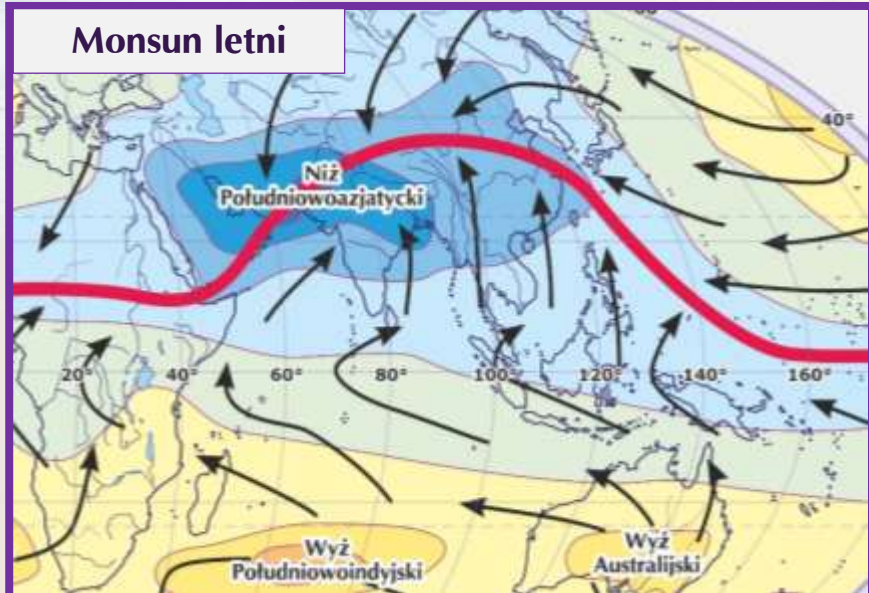 Monsun letni
40°
Niż
Południowoazjatycki
20° 40° 60° 80° 100° 120° 140° 160°
Wyż
Południowoindyjski
Wyż
Australijski